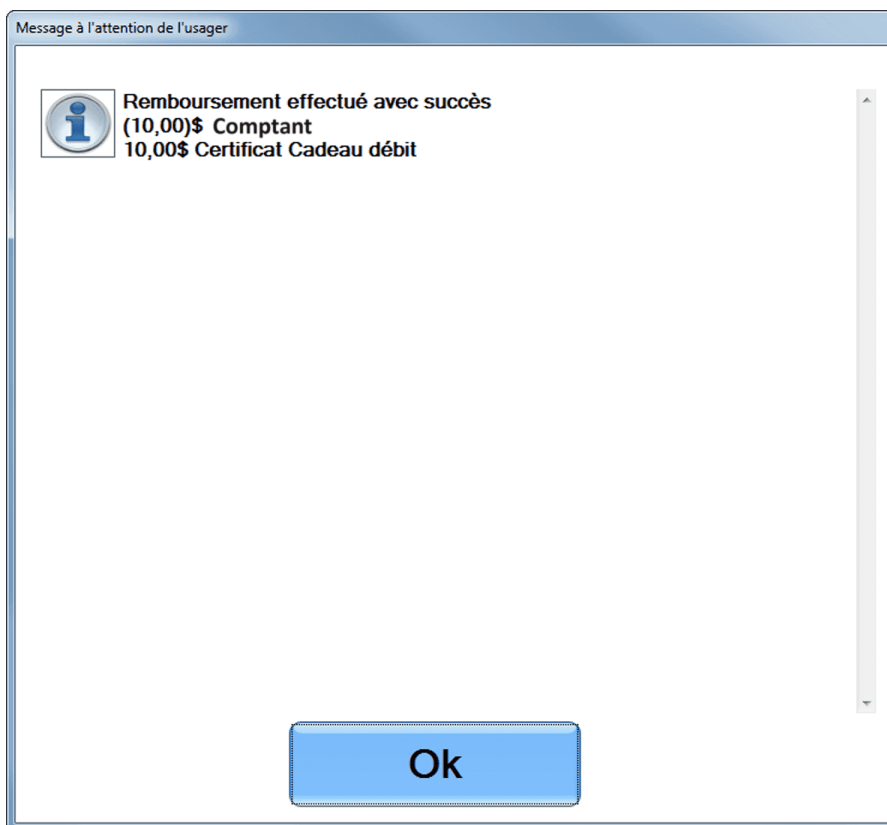 Message à l'attention de l'usager
Remboursement effectué avec succès
(10,00)$ Comptant
10,00$ Certificat Cadeau débit
Ok